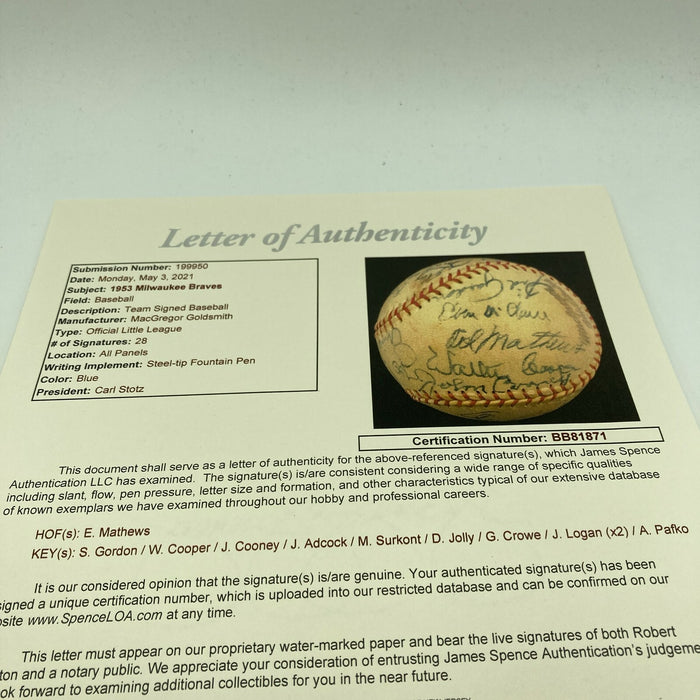 Letter of Authenticity
Submission Number: 199950
Date: Monday, May 3, 2021
Subject: 1953 Milwaukee Braves
Field: Baseball
Description: Team Signed Baseball
Manufacturer: MacGregor Goldsmith
Type: Official Little League
# of Signatures: 28
Location: All Panels
Writing Implement: Steel-tip Fountain Pen
Color: Blue
President: Carl Stotz
Ed Mathews
Walker Cooper
Certification Number: BB81871
This document shall serve as a letter of authenticity for the above-referenced signature(s), which James Spence
Authentication LLC has examined. The signature(s) is/are consistent considering a wide range of specific qualities
including slant, flow, pen pressure, letter size and formation, and other characteristics typical of our extensive database
of known exemplars we have examined throughout our hobby and professional careers.
HOF(s): E. Mathews
KEY(s): S. Gordon / W. Cooper / J. Cooney / J. Adcock / M. Surkont / D. Jolly / G. Crowe / J. Logan (x2) / A. Pafko
It is our considered opinion that the signature(s) is/are genuine. Your authenticated signature(s) has been
signed a unique certification number, which is uploaded into our restricted database and can be confirmed on our
site www.SpenceLOA.com at any time.
This letter must appear on our proprietary water-marked paper and bear the live signatures of both Robert
ton and a notary public. We appreciate your consideration of entrusting James Spence Authentication's judgeme
ok forward to examining additional collectibles for you in the near future.